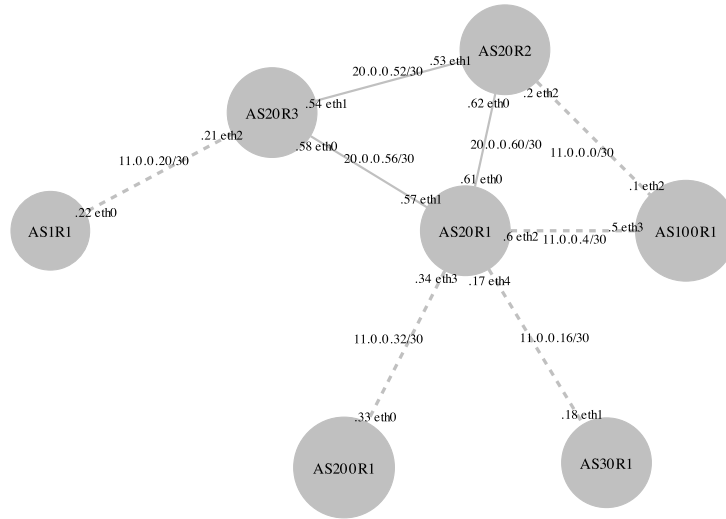 AS20R2
.53 eth1
20.0.0.52/30
.2 eth2
.62 eth0
.54 eth1
AS20R3
.21 eth2
.58 eth0
20.0.0.60/30
11.0.0.0/30
20.0.0.56/30
11.0.0.20/30
.61 eth0
.1 eth2
.57 eth1
.22 eth0
AS1R1
AS20R1
.6 eth2
11.0.0.4/30
.5 eth3
AS100R1
.34 eth3
.17 eth4
11.0.0.32/30
11.0.0.16/30
.33 eth0
.18 eth1
AS200R1
AS30R1